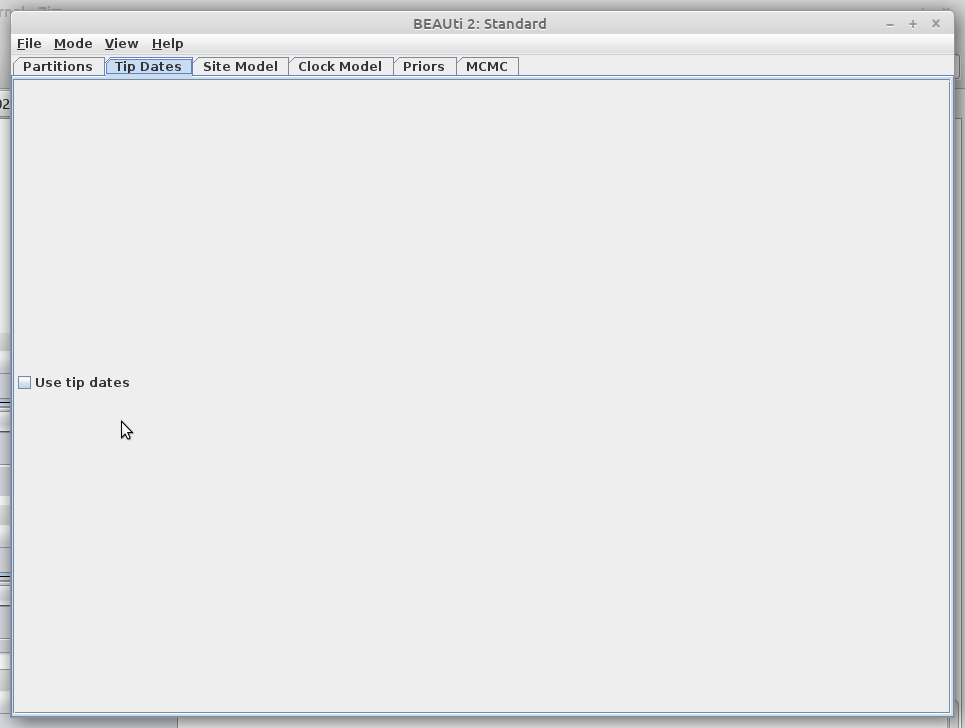 BEAUti 2: Standard
File Mode View Help
Partitions Tip Dates Site Model Clock Model Priors MCMC
Use tip dates